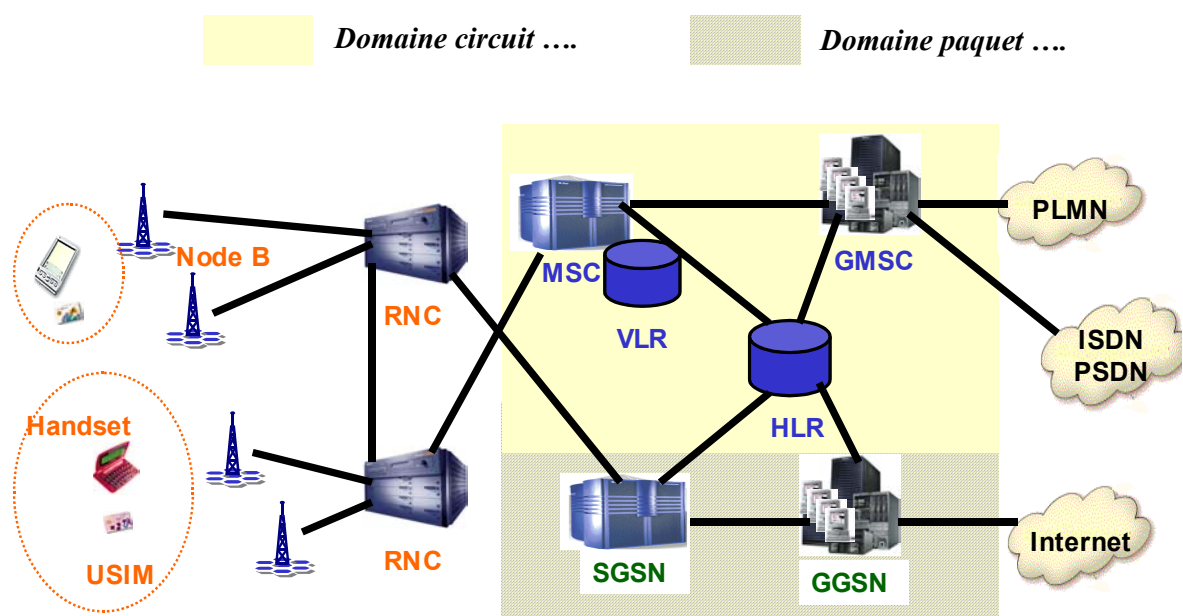 Domaine circuit ....
Domaine paquet ....
Node B
RNC
MSC
VLR
GMSC
PLMN
ISDN
PSDN
HLR
Handset
USIM
RNC
SGSN
GGSN
Internet